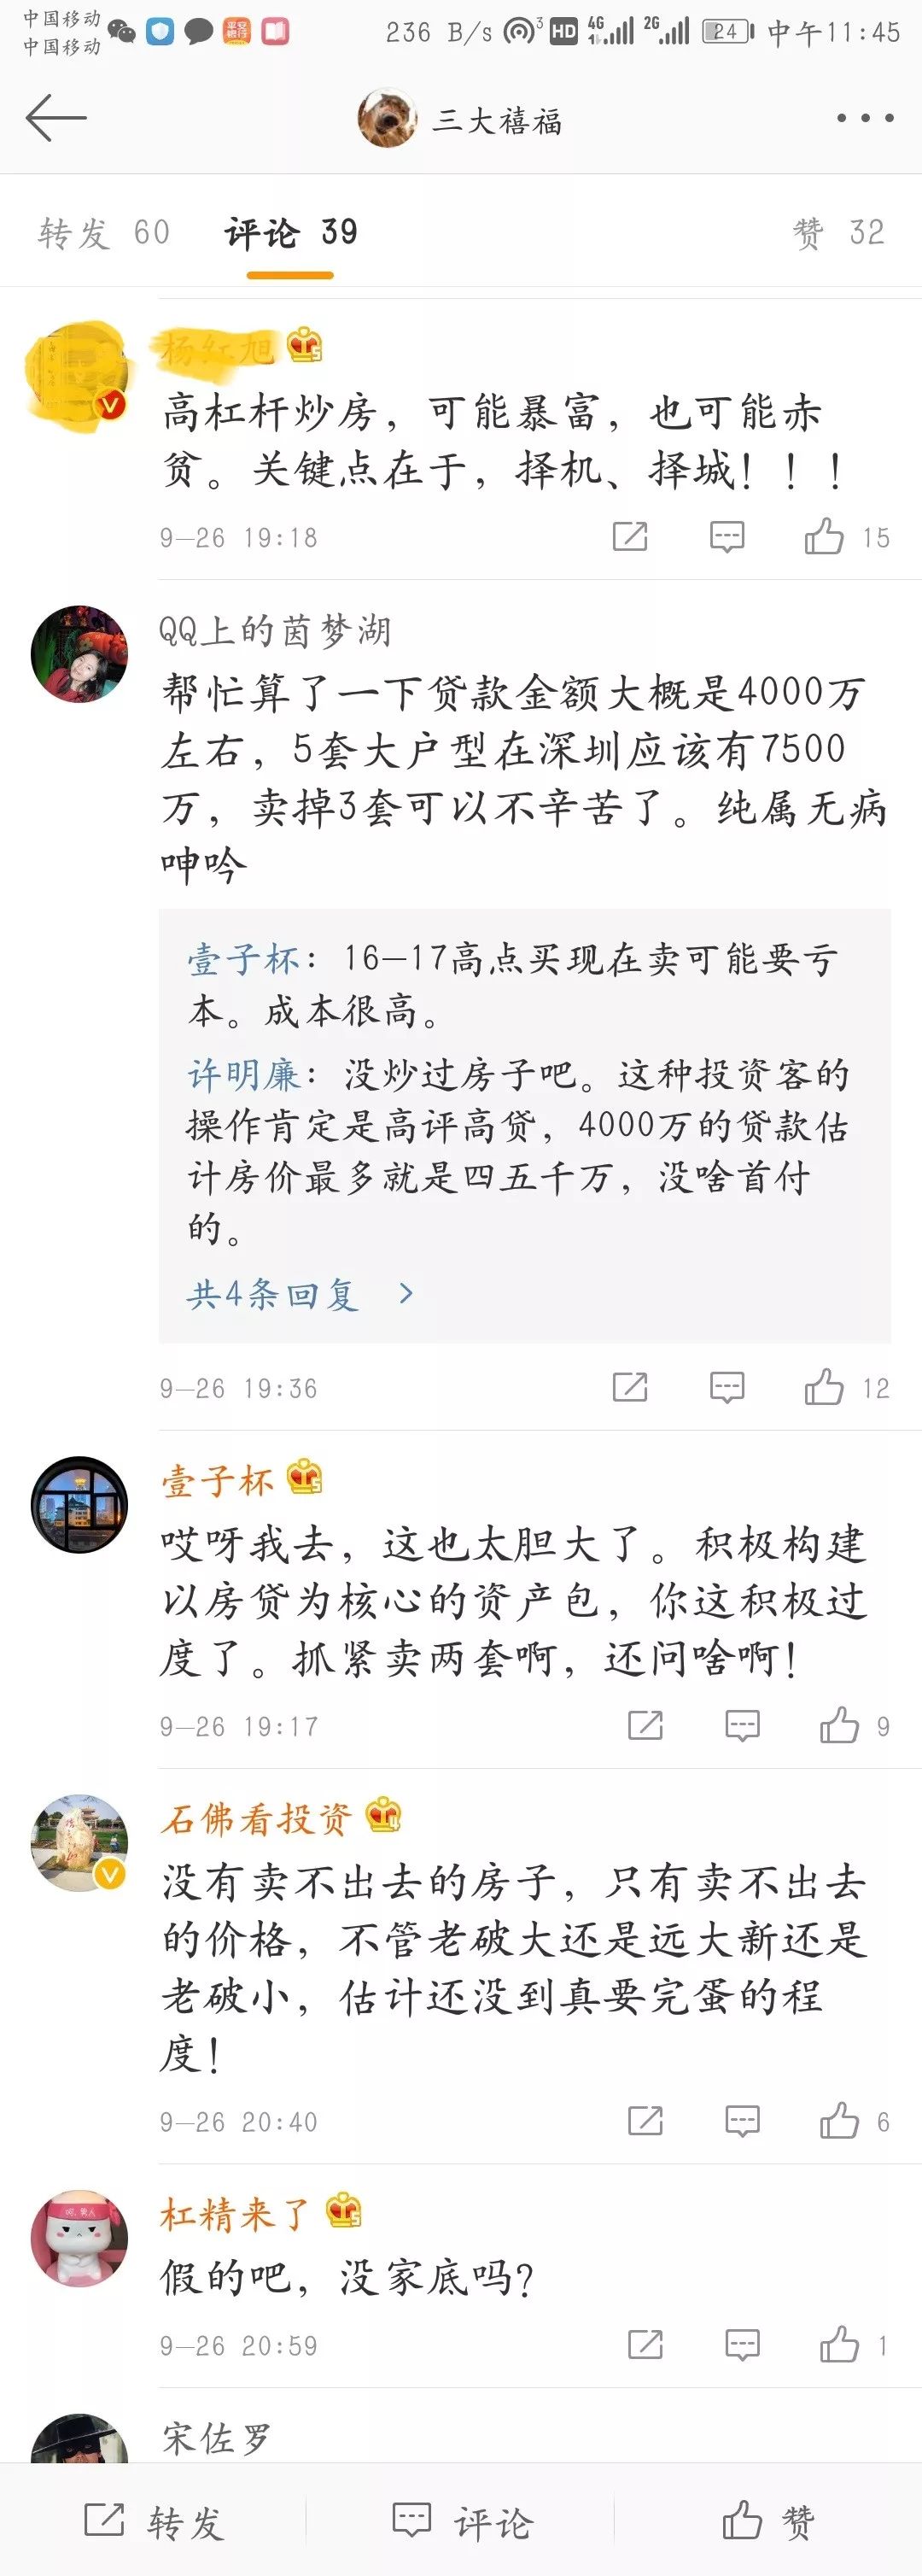 中国移动
中国移动
236 B/s 3 HD 4G 2G 24 中午11:45
三大禧福
转发 60 评论 39 赞 32
杨红旭
高杠杆炒房，可能暴富，也可能赤
贫。关键点在于，择机、择城！！！
9-26 19:18 15
QQ上的茵梦湖
帮忙算了一下贷款金额大概是4000万
左右，5套大户型在深圳应该有7500
万，卖掉3套可以不辛苦了。纯属无病
呻吟
壹子杯：16-17高点买现在卖可能要亏
本。成本很高。
许明廉：没炒过房子吧。这种投资客的
操作肯定是高评高贷，4000万的贷款估
计房价最多就是四五千万，没啥首付
的。
共4条回复 >
9-26 19:36 12
壹子杯
哎呀我去，这也太胆大了。积极构建
以房贷为核心的资产包，你这积极过
度了。抓紧卖两套啊，还问啥啊！
9-26 19:17 9
石佛看投资
没有卖不出去的房子，只有卖不出去
的价格，不管老破大还是远大新还是
老破小，估计还没到真要完蛋的程
度！
9-26 20:40 6
杠精来了
假的吧，没家底吗？
9-26 20:59 1
宋佐罗
转发 评论 赞